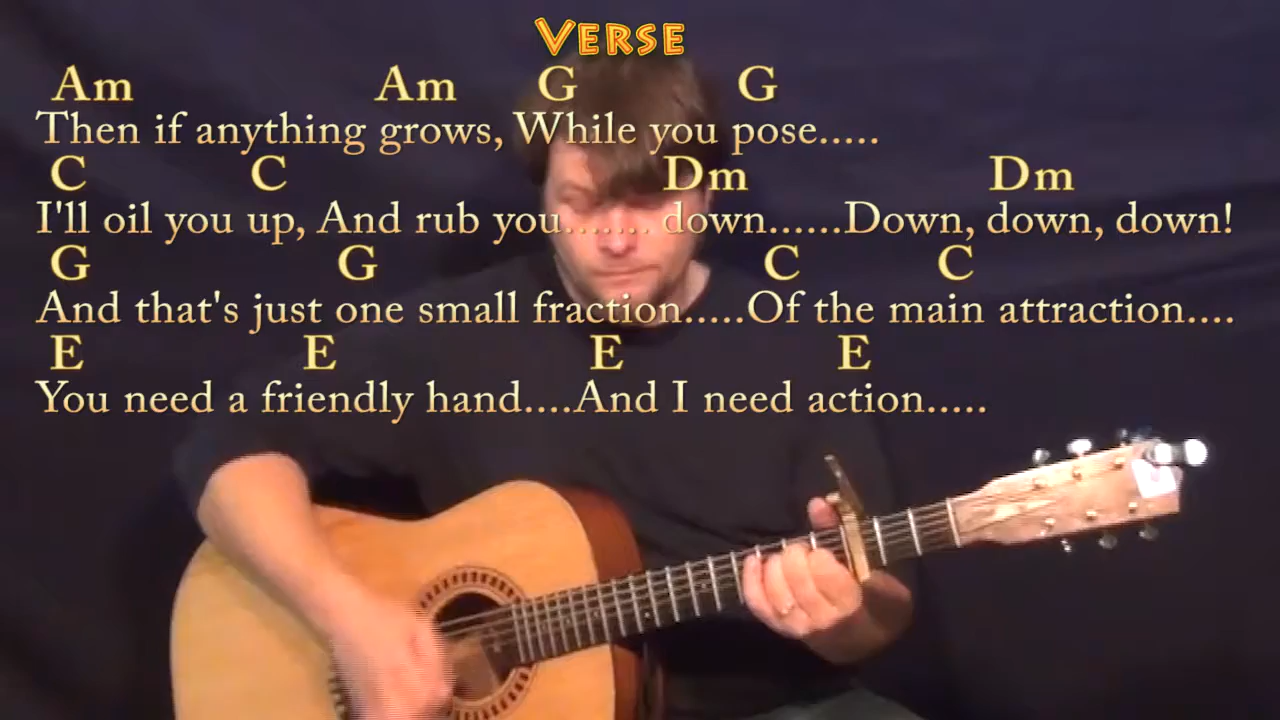 VERSE
Am Am G G
Then if anything grows, While you pose.....
C C Dm Dm
I'll oil you up, And rub you....... down......Down, down, down!
G G C C
And that's just one small fraction.....Of the main attraction....
E E E E
You need a friendly hand....And I need action.....